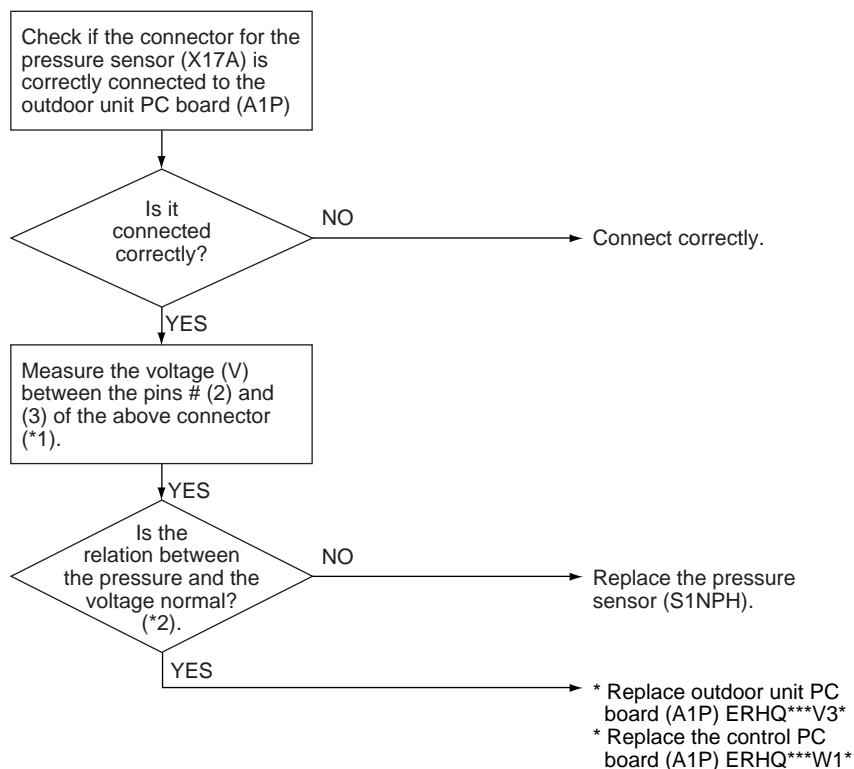 Check if the connector for the
pressure sensor (X17A) is
correctly connected to the
outdoor unit PC board (A1P)
Is it
connected
correctly?
NO
Connect correctly.
YES
Measure the voltage (V)
between the pins # (2) and
(3) of the above connector
(*1).
YES
Is the
relation between
the pressure and the
voltage normal?
(*2).
NO
Replace the pressure
sensor (S1NPH).
YES
* Replace outdoor unit PC
board (A1P) ERHQ***V3*
* Replace the control PC
board (A1P) ERHQ***W1*